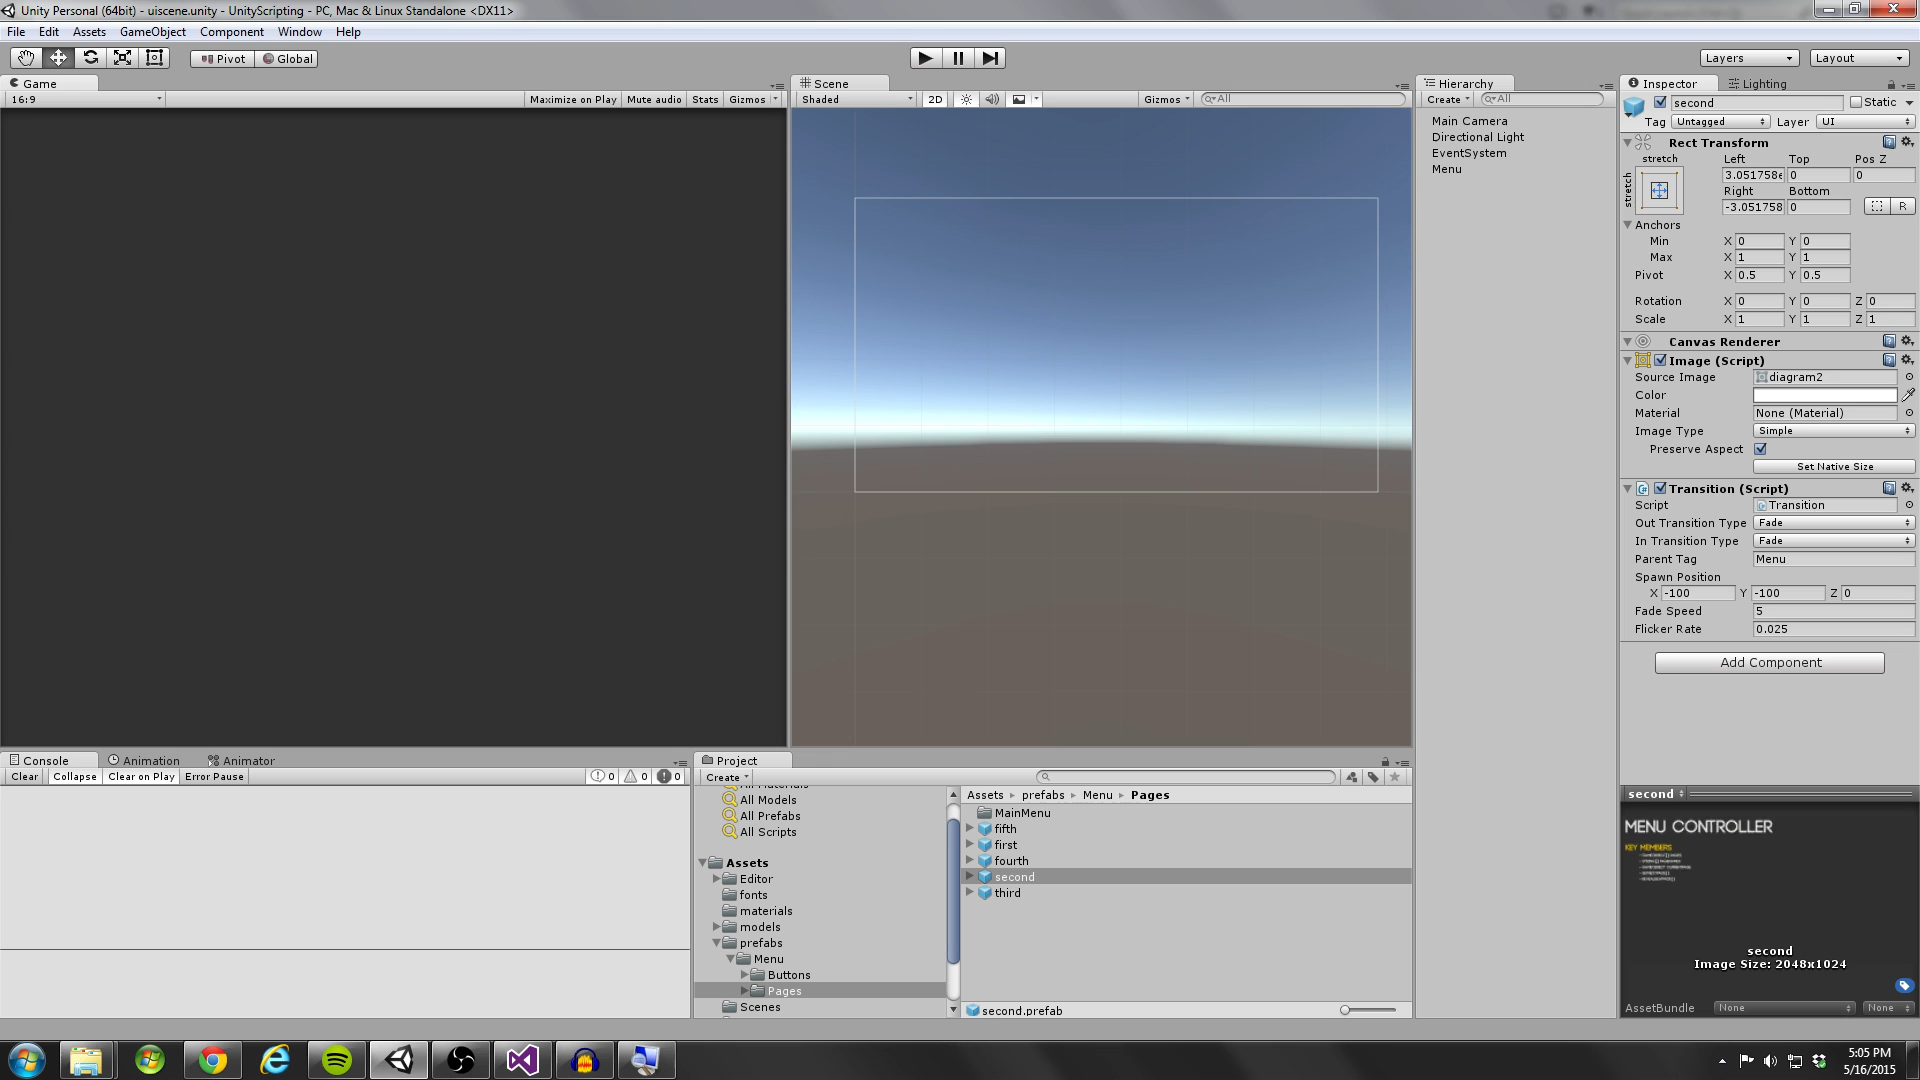 Unity Personal (64bit) - uiscene.unity - UnityScripting - PC, Mac & Linux Standalone <DX11>
File Edit Assets GameObject Component Window Help
Pivot Global Layers Layout
Game
16:9 Maximize on Play Mute audio Stats Gizmos
Scene
Shaded 2D Gizmos All
Hierarchy
Create All
Main Camera
Directional Light
EventSystem
Menu
Inspector Lighting
second Static
Tag Untagged Layer UI
Rect Transform
stretch Left Top Pos Z
stretch 3.051758e 0 0
Right Bottom
-3.051758 0 R
Anchors
Min X 0 Y 0
Max X 1 Y 1
Pivot X 0.5 Y 0.5
Rotation X 0 Y 0 Z 0
Scale X 1 Y 1 Z 1
Canvas Renderer
Image (Script)
Source Image diagram2
Color
Material None (Material)
Image Type Simple
Preserve Aspect
Set Native Size
Transition (Script)
Script Transition
Out Transition Type Fade
In Transition Type Fade
Parent Tag Menu
Spawn Position
X -100 Y -100 Z 0
Fade Speed 5
Flicker Rate 0.025
Add Component
Console Animation Animator
Clear Collapse Clear on Play Error Pause 0 0 0
Project
Create
All Models
All Prefabs
All Scripts
Assets
Editor
fonts
materials
models
prefabs
Menu
Buttons
Pages
Scenes
Assets prefabs Menu Pages
MainMenu
fifth
first
fourth
second
third
second.prefab
second
MENU CONTROLLER
KEY MEMBERS
second
Image Size: 2048x1024
AssetBundle None None
5:05 PM
5/16/2015